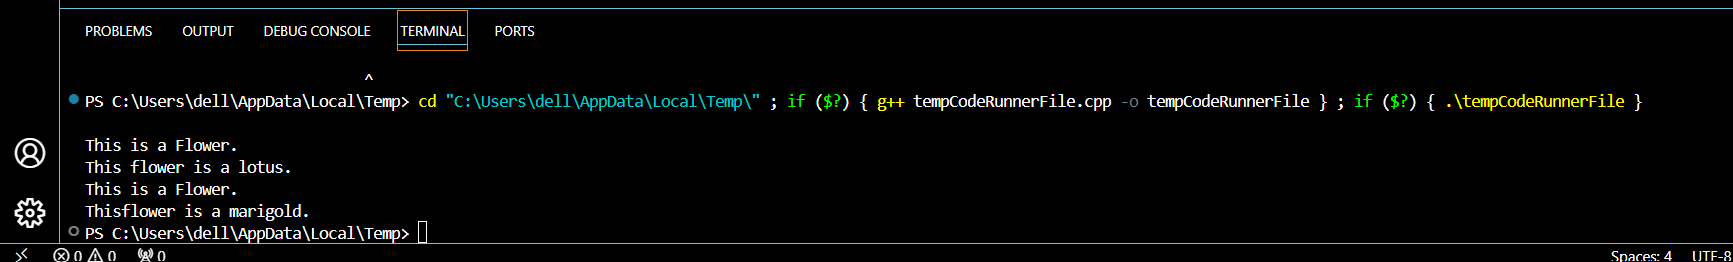 PROBLEMS OUTPUT DEBUG CONSOLE TERMINAL PORTS
^
PS C:\Users\dell\AppData\Local\Temp> cd "C:\Users\dell\AppData\Local\Temp\" ; if ($?) { g++ tempCodeRunnerFile.cpp -o tempCodeRunnerFile } ; if ($?) { .\tempCodeRunnerFile }
This is a Flower.
This flower is a lotus.
This is a Flower.
Thisflower is a marigold.
PS C:\Users\dell\AppData\Local\Temp>
0 0 0 Spaces: 4 UTF-8